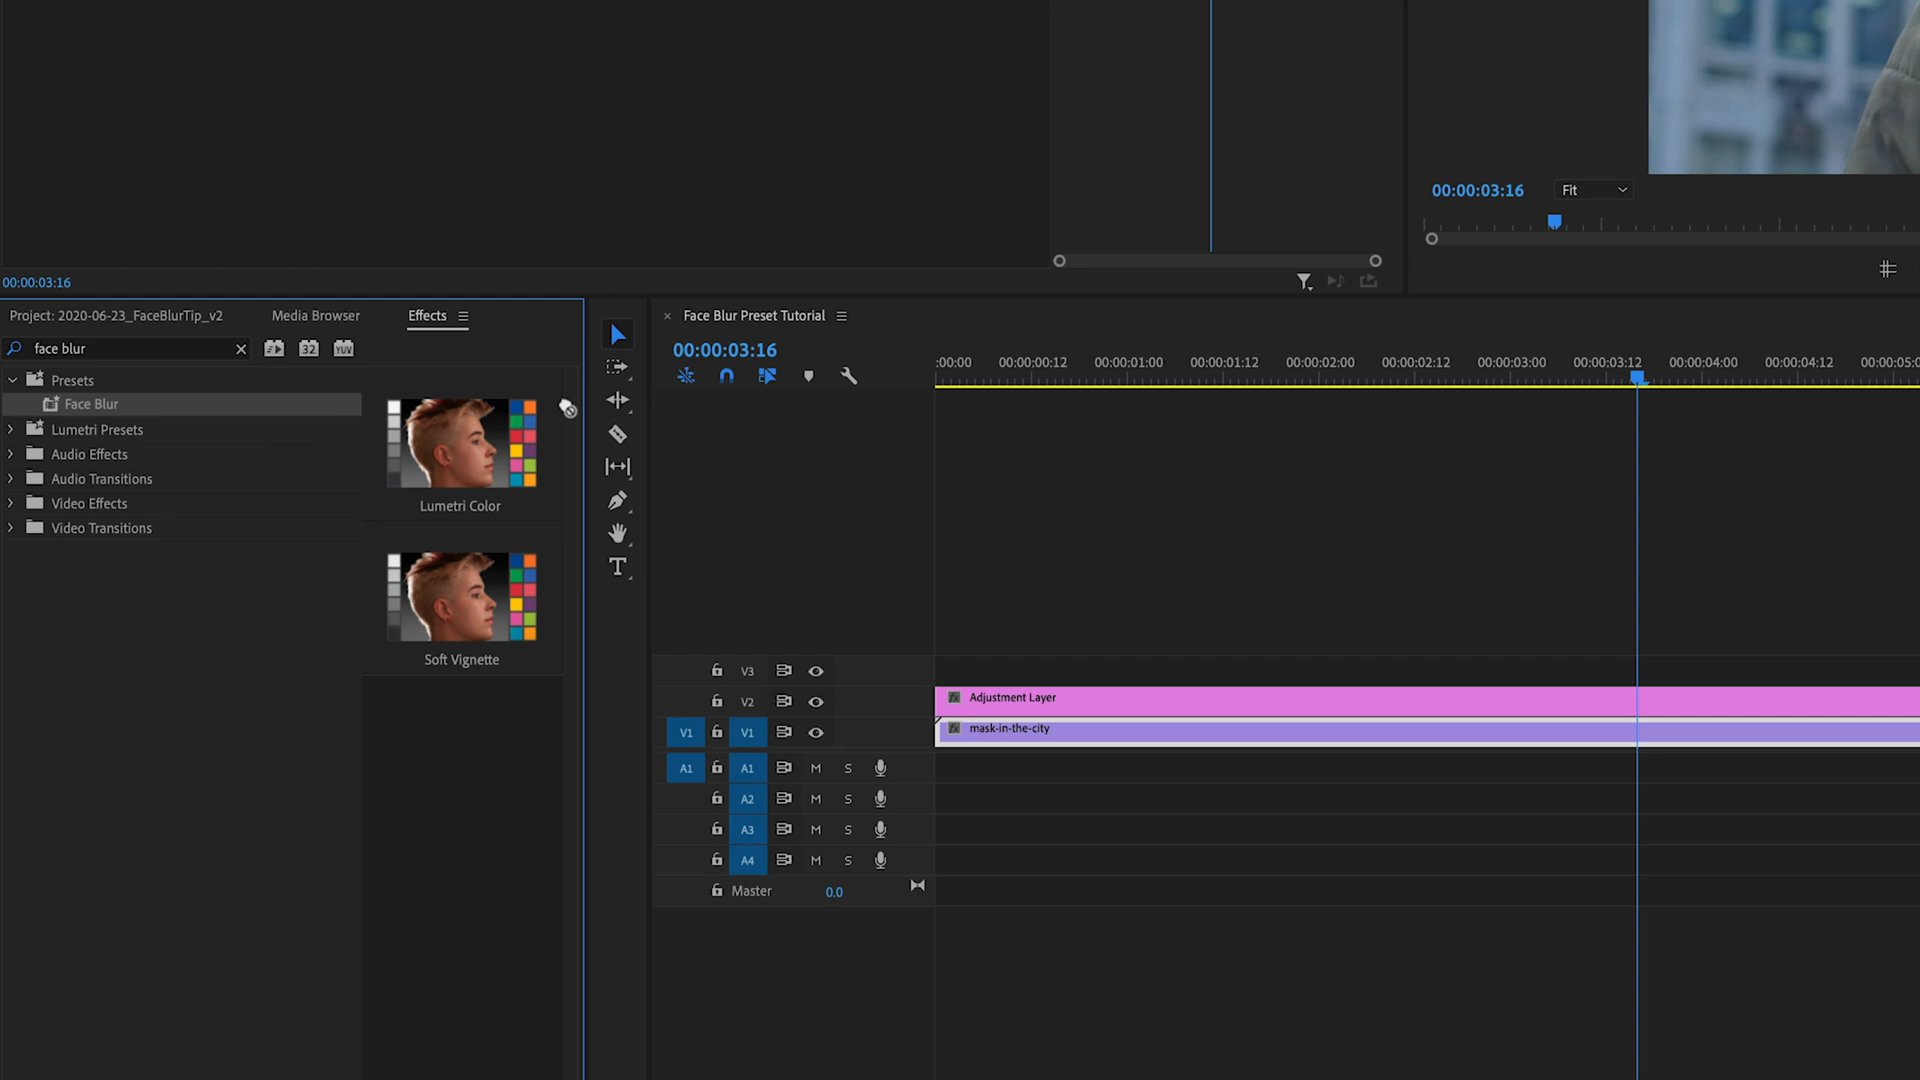 00:00:03:16
Fit
00:00:03:16
Project: 2020-06-23_FaceBlurTip_v2
Media Browser
Effects
face blur
32
YUV
Presets
Face Blur
Lumetri Presets
Audio Effects
Audio Transitions
Video Effects
Video Transitions
Lumetri Color
Soft Vignette
T
Face Blur Preset Tutorial
00:00:03:16
:00:00
00:00:00:12
00:00:01:00
00:00:01:12
00:00:02:00
00:00:02:12
00:00:03:00
00:00:03:12
00:00:04:00
00:00:04:12
00:00:05:0
V3
V2
fx Adjustment Layer
V1 V1
fx mask-in-the-city
A1 A1 M S
A2 M S
A3 M S
A4 M S
Master 0.0